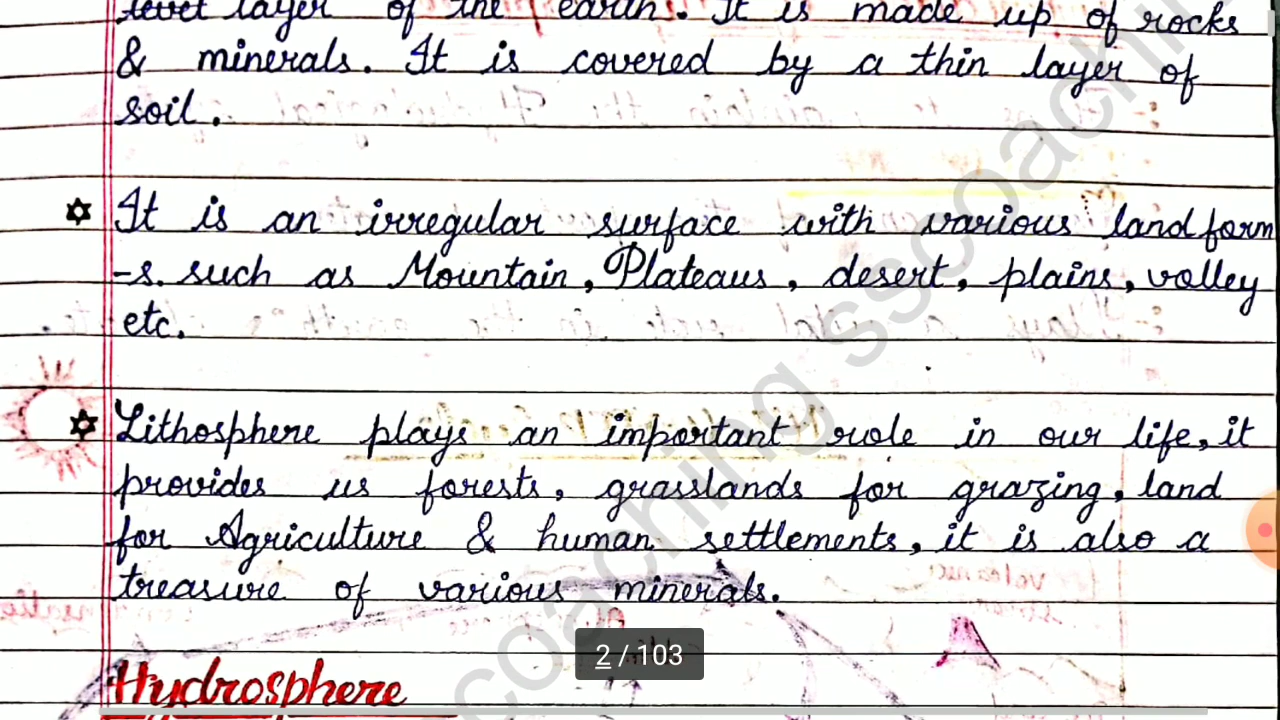 level layer of the earth. It is made up of rocks
& minerals. It is covered by a thin layer of
soil.
It is an irregular surface with various landform
-s. such as Mountain, Plateaus, desert, plains, valley
etc.
Lithosphere plays an important role in our life, it
provides us forests, grasslands for grazing, land
for Agriculture & human settlements, it is also a
treasure of various minerals.
2 / 103
Hydrosphere
coaching sscoachin